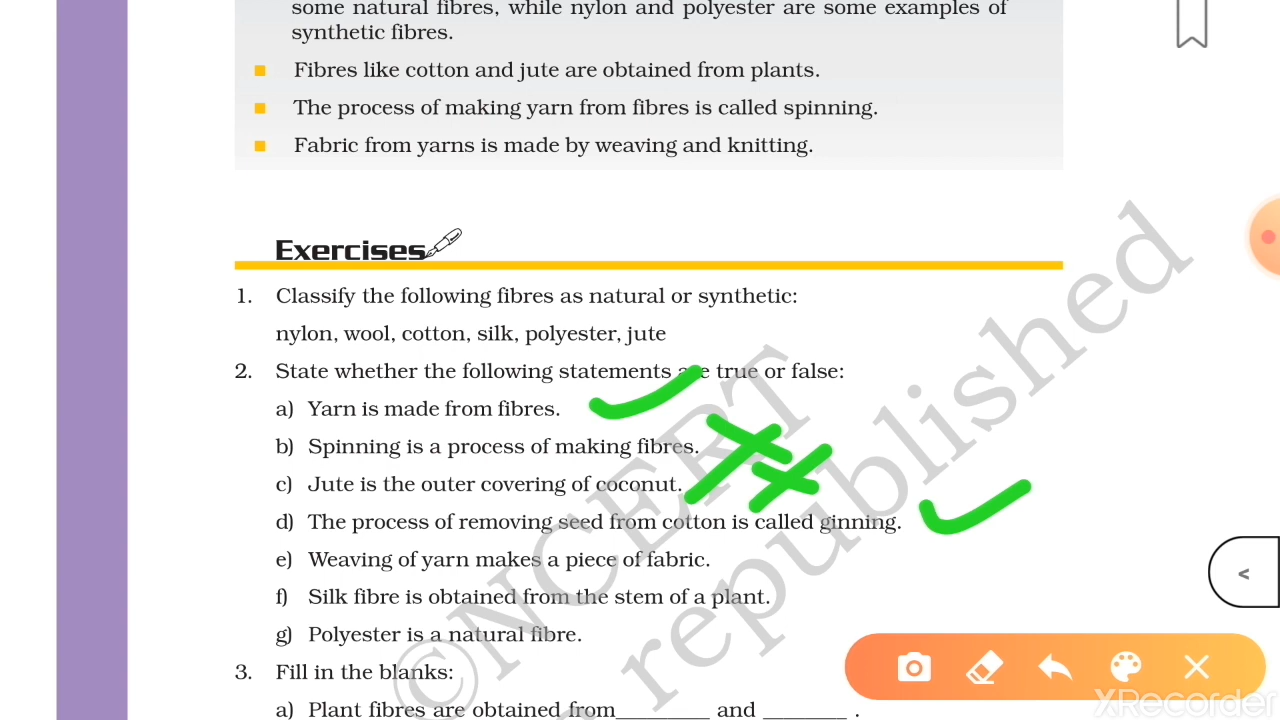 some natural fibres, while nylon and polyester are some examples of
synthetic fibres.
Fibres like cotton and jute are obtained from plants.
The process of making yarn from fibres is called spinning.
Fabric from yarns is made by weaving and knitting.
Exercises
1. Classify the following fibres as natural or synthetic:
nylon, wool, cotton, silk, polyester, jute
2. State whether the following statements are true or false:
a) Yarn is made from fibres.
b) Spinning is a process of making fibres.
c) Jute is the outer covering of coconut.
d) The process of removing seed from cotton is called ginning.
e) Weaving of yarn makes a piece of fabric.
f) Silk fibre is obtained from the stem of a plant.
g) Polyester is a natural fibre.
3. Fill in the blanks:
a) Plant fibres are obtained from________ and _______ .
©NCERT
republished
<
XRecorder